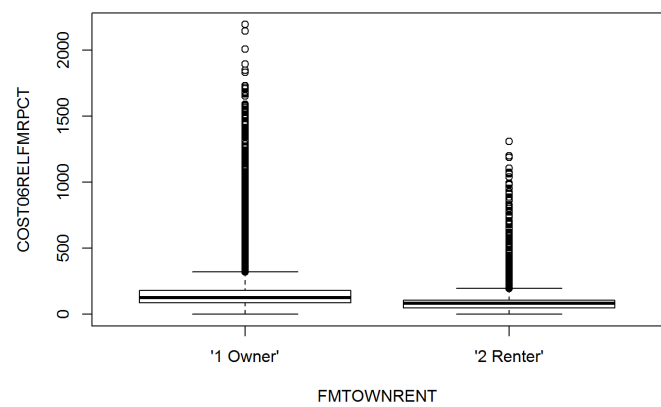 2000
1500
1000
500
0
COST06RELFMRPCT
'1 Owner' '2 Renter'
FMTOWNRENT